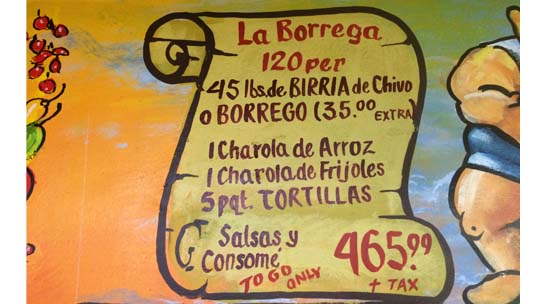 La Borrega
120 per
45 lbs. de BIRRIA de Chivo
o BORREGO (35.00 EXTRA)
1 Charola de Arroz
1 Charola de Frijoles
5 pqt. TORTILLAS
Salsas y
Consomé
TO GO ONLY
465.99
+ TAX